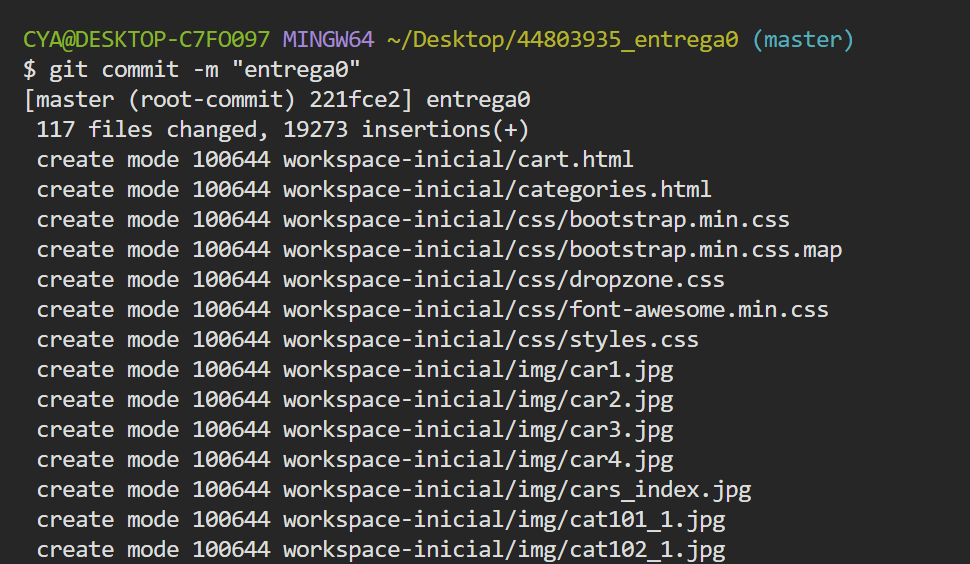 CYA@DESKTOP-C7FO097 MINGW64 ~/Desktop/44803935_entrega0 (master)
$ git commit -m "entrega0"
[master (root-commit) 221fce2] entrega0
 117 files changed, 19273 insertions(+)
 create mode 100644 workspace-inicial/cart.html
 create mode 100644 workspace-inicial/categories.html
 create mode 100644 workspace-inicial/css/bootstrap.min.css
 create mode 100644 workspace-inicial/css/bootstrap.min.css.map
 create mode 100644 workspace-inicial/css/dropzone.css
 create mode 100644 workspace-inicial/css/font-awesome.min.css
 create mode 100644 workspace-inicial/css/styles.css
 create mode 100644 workspace-inicial/img/car1.jpg
 create mode 100644 workspace-inicial/img/car2.jpg
 create mode 100644 workspace-inicial/img/car3.jpg
 create mode 100644 workspace-inicial/img/car4.jpg
 create mode 100644 workspace-inicial/img/cars_index.jpg
 create mode 100644 workspace-inicial/img/cat101_1.jpg
 create mode 100644 workspace-inicial/img/cat102_1.jpg